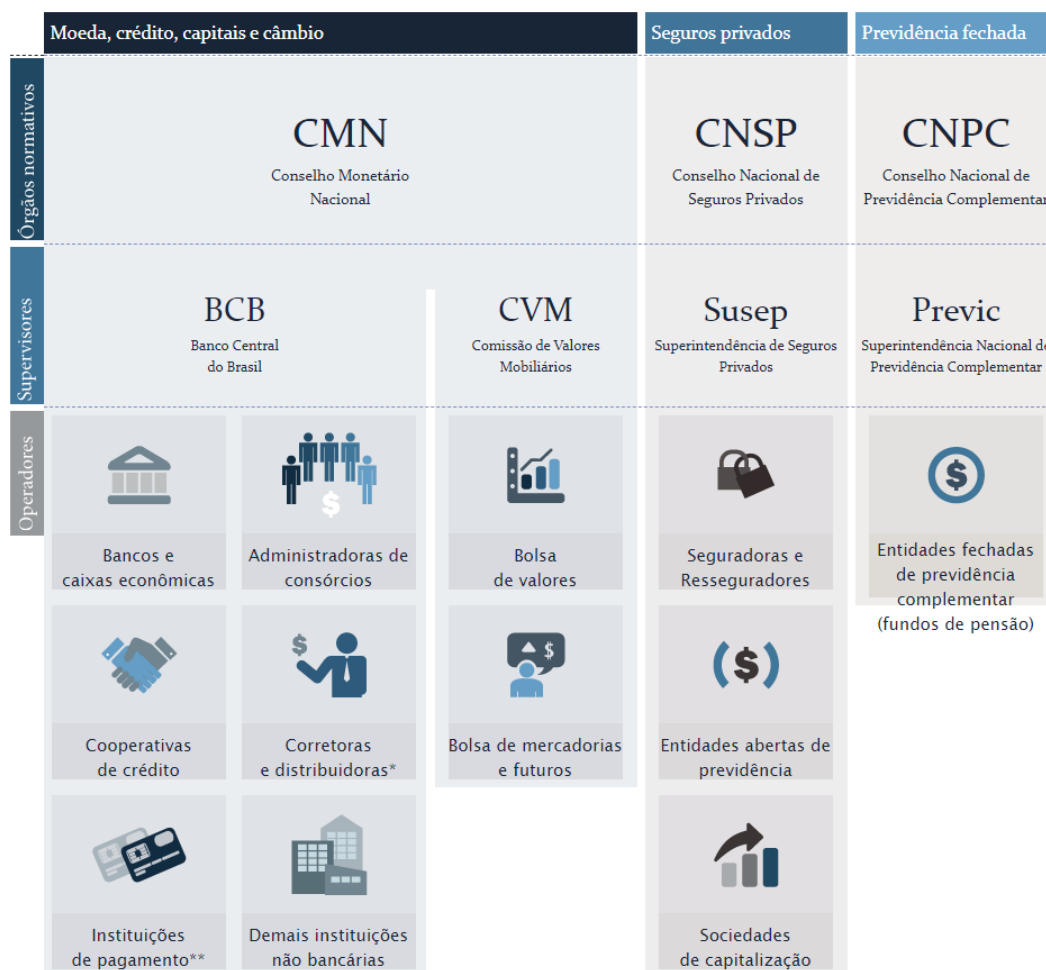 Moeda, crédito, capitais e câmbio
Seguros privados
Previdência fechada
Órgãos normativos
CMN
Conselho Monetário
Nacional
CNSP
Conselho Nacional de
Seguros Privados
CNPC
Conselho Nacional de
Previdência Complementar
Supervisores
BCB
Banco Central
do Brasil
CVM
Comissão de Valores
Mobiliários
Susep
Superintendência de Seguros
Privados
Previc
Superintendência Nacional de
Previdência Complementar
Operadores
Bancos e
caixas econômicas
Administradoras de
consórcios
Bolsa
de valores
Seguradoras e
Resseguradores
Entidades fechadas
de previdência
complementar
(fundos de pensão)
Cooperativas
de crédito
Corretoras
e distribuidoras*
Bolsa de mercadorias
e futuros
Entidades abertas de
previdência
Instituições
de pagamento**
Demais instituições
não bancárias
Sociedades
de capitalização